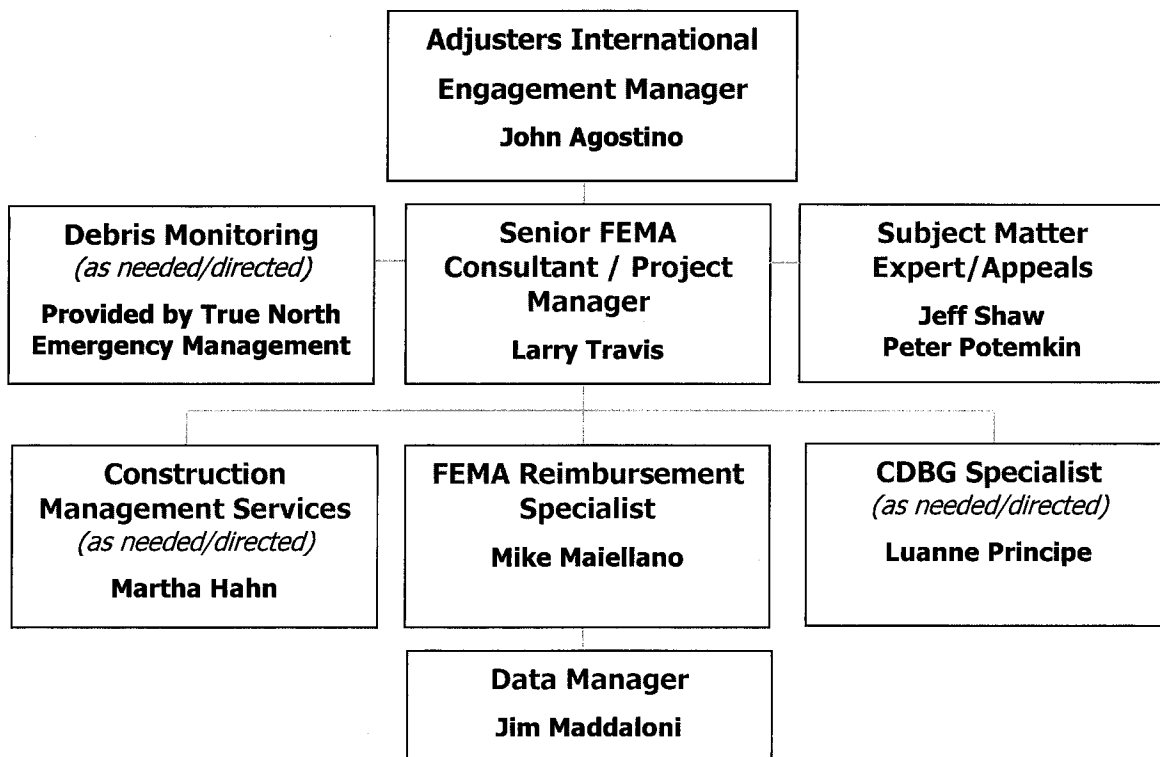 Adjusters International
Engagement Manager
John Agostino
Debris Monitoring
(as needed/directed)
Provided by True North
Emergency Management
Senior FEMA
Consultant / Project
Manager
Larry Travis
Subject Matter
Expert/Appeals
Jeff Shaw
Peter Potemkin
Construction
Management Services
(as needed/directed)
Martha Hahn
FEMA Reimbursement
Specialist
Mike Maiellano
CDBG Specialist
(as needed/directed)
Luanne Principe
Data Manager
Jim Maddaloni